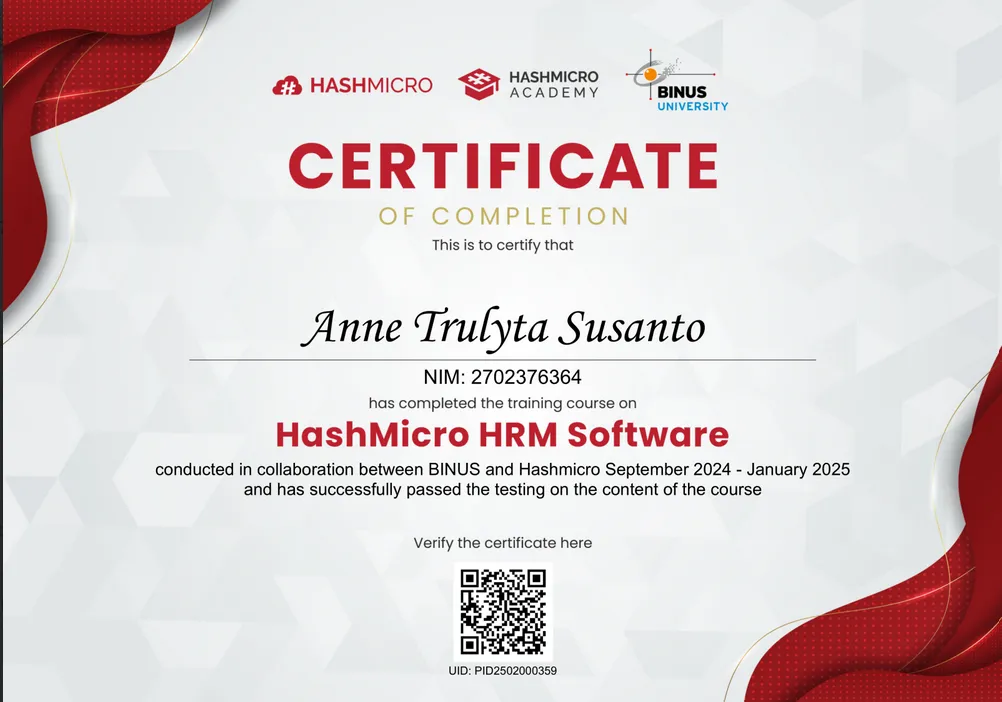 HASHMICRO
HASHMICRO
ACADEMY
BINUS
UNIVERSITY
CERTIFICATE
OF COMPLETION
This is to certify that
Anne Trulyta Susanto
NIM: 2702376364
has completed the training course on
HashMicro HRM Software
conducted in collaboration between BINUS and Hashmicro September 2024 - January 2025
and has successfully passed the testing on the content of the course
Verify the certificate here
UID: PID2502000359